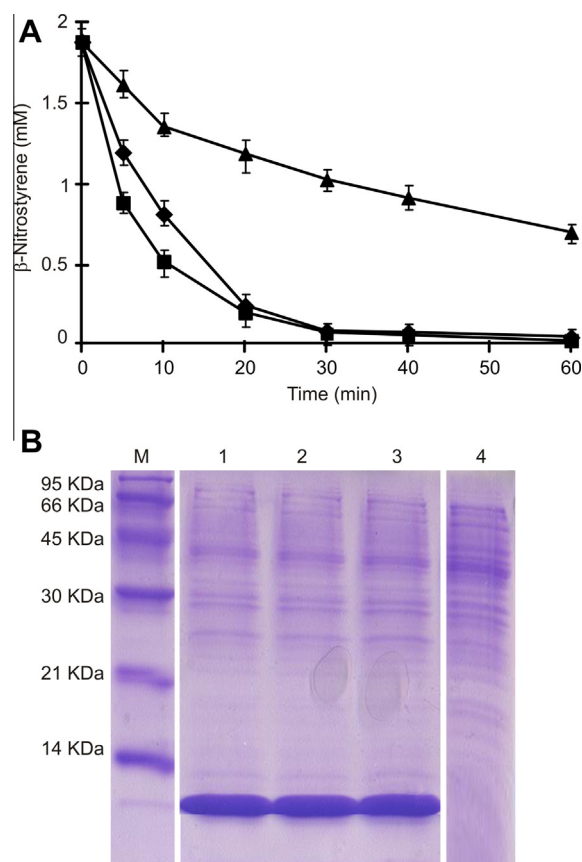 A
2
1.5
1
0.5
0
β-Nitrostyrene (mM)
0 10 20 30 40 50 60
Time (min)
B
M 1 2 3 4
95 KDa
66 KDa
45 KDa
30 KDa
21 KDa
14 KDa